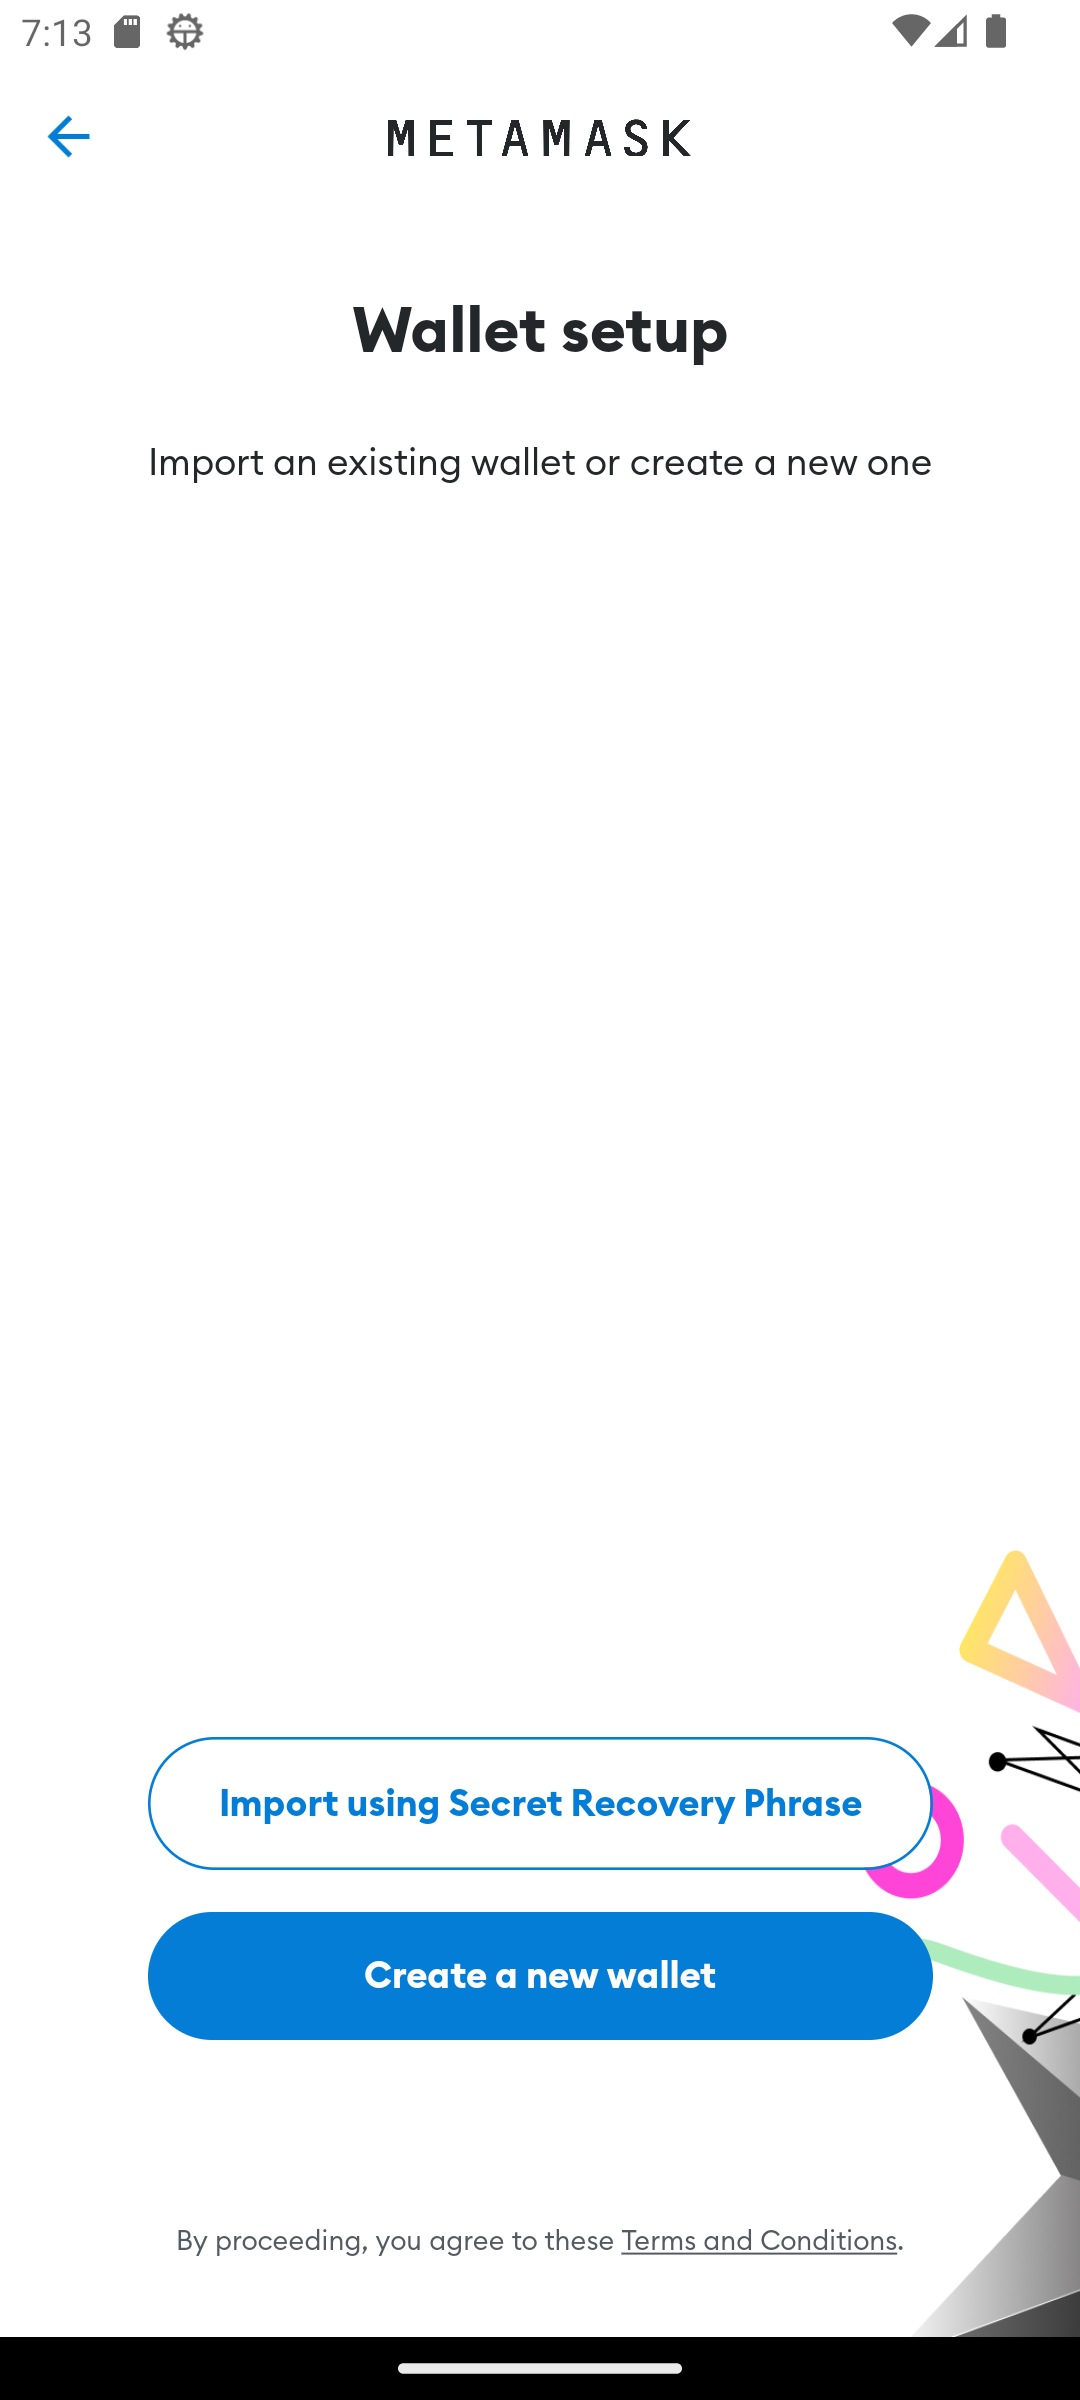 7:13
METAMASK
Wallet setup
Import an existing wallet or create a new one
Import using Secret Recovery Phrase
Create a new wallet
By proceeding, you agree to these Terms and Conditions.